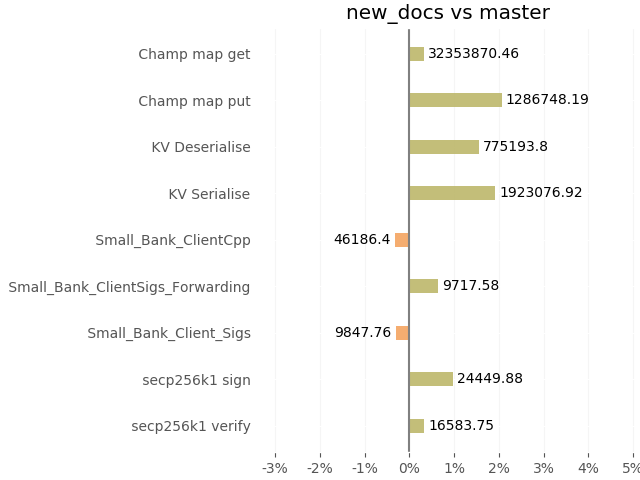 new_docs vs master
Champ map get 32353870.46
Champ map put 1286748.19
KV Deserialise 775193.8
KV Serialise 1923076.92
Small_Bank_ClientCpp 46186.4
Small_Bank_ClientSigs_Forwarding 9717.58
Small_Bank_Client_Sigs 9847.76
secp256k1 sign 24449.88
secp256k1 verify 16583.75
-3% -2% -1% 0% 1% 2% 3% 4% 5%